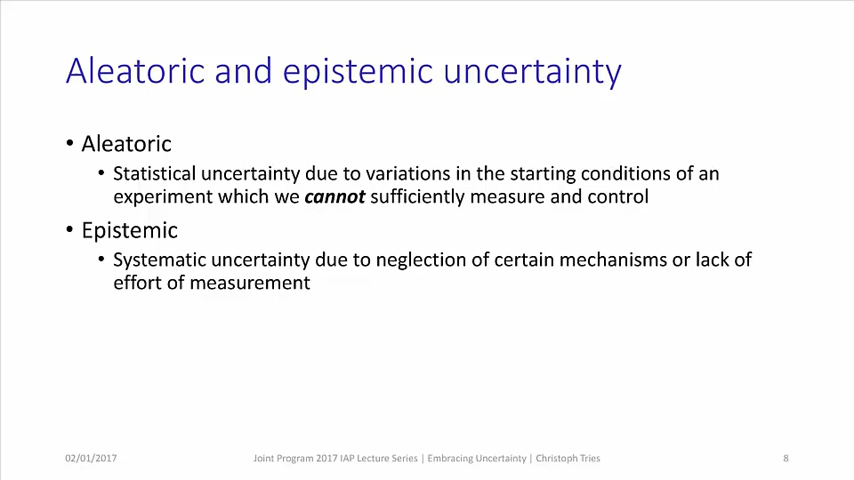 Aleatoric and epistemic uncertainty
• Aleatoric
• Statistical uncertainty due to variations in the starting conditions of an
experiment which we cannot sufficiently measure and control
• Epistemic
• Systematic uncertainty due to neglection of certain mechanisms or lack of
effort of measurement
02/01/2017 Joint Program 2017 IAP Lecture Series | Embracing Uncertainty | Christoph Tries 8